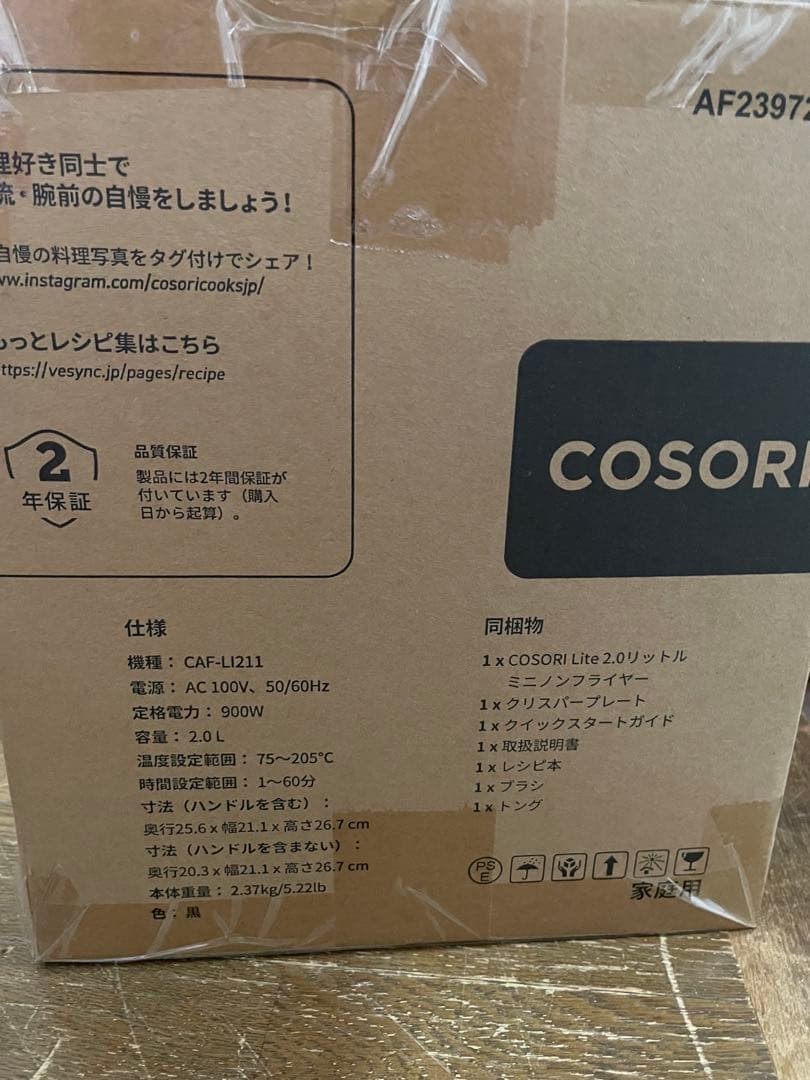 AF23972
理好き同士で
流・腕前の自慢をしましょう！
自慢の料理写真をタグ付けでシェア！
ww.instagram.com/cosoricooksjp/
もっとレシピ集はこちら
ttps://vesync.jp/pages/recipe
2
年保証
品質保証
製品には2年間保証が
付いています（購入
日から起算）。
COSORI
仕様
機種： CAF-LI211
電源： AC 100V、50/60Hz
定格電力： 900W
容量： 2.0 L
温度設定範囲： 75～205°C
時間設定範囲： 1～60分
寸法（ハンドルを含む）：
奥行25.6 x 幅21.1 x 高さ26.7 cm
寸法（ハンドルを含まない）：
奥行20.3 x 幅21.1 x 高さ26.7 cm
本体重量： 2.37kg/5.22lb
色：黒
同梱物
1 x COSORI Lite 2.0リットル
ミニノンフライヤー
1 x クリスパープレート
1 x クイックスタートガイド
1 x 取扱説明書
1 x レシピ本
1 x ブラシ
1 x トング
PS
E
家庭用